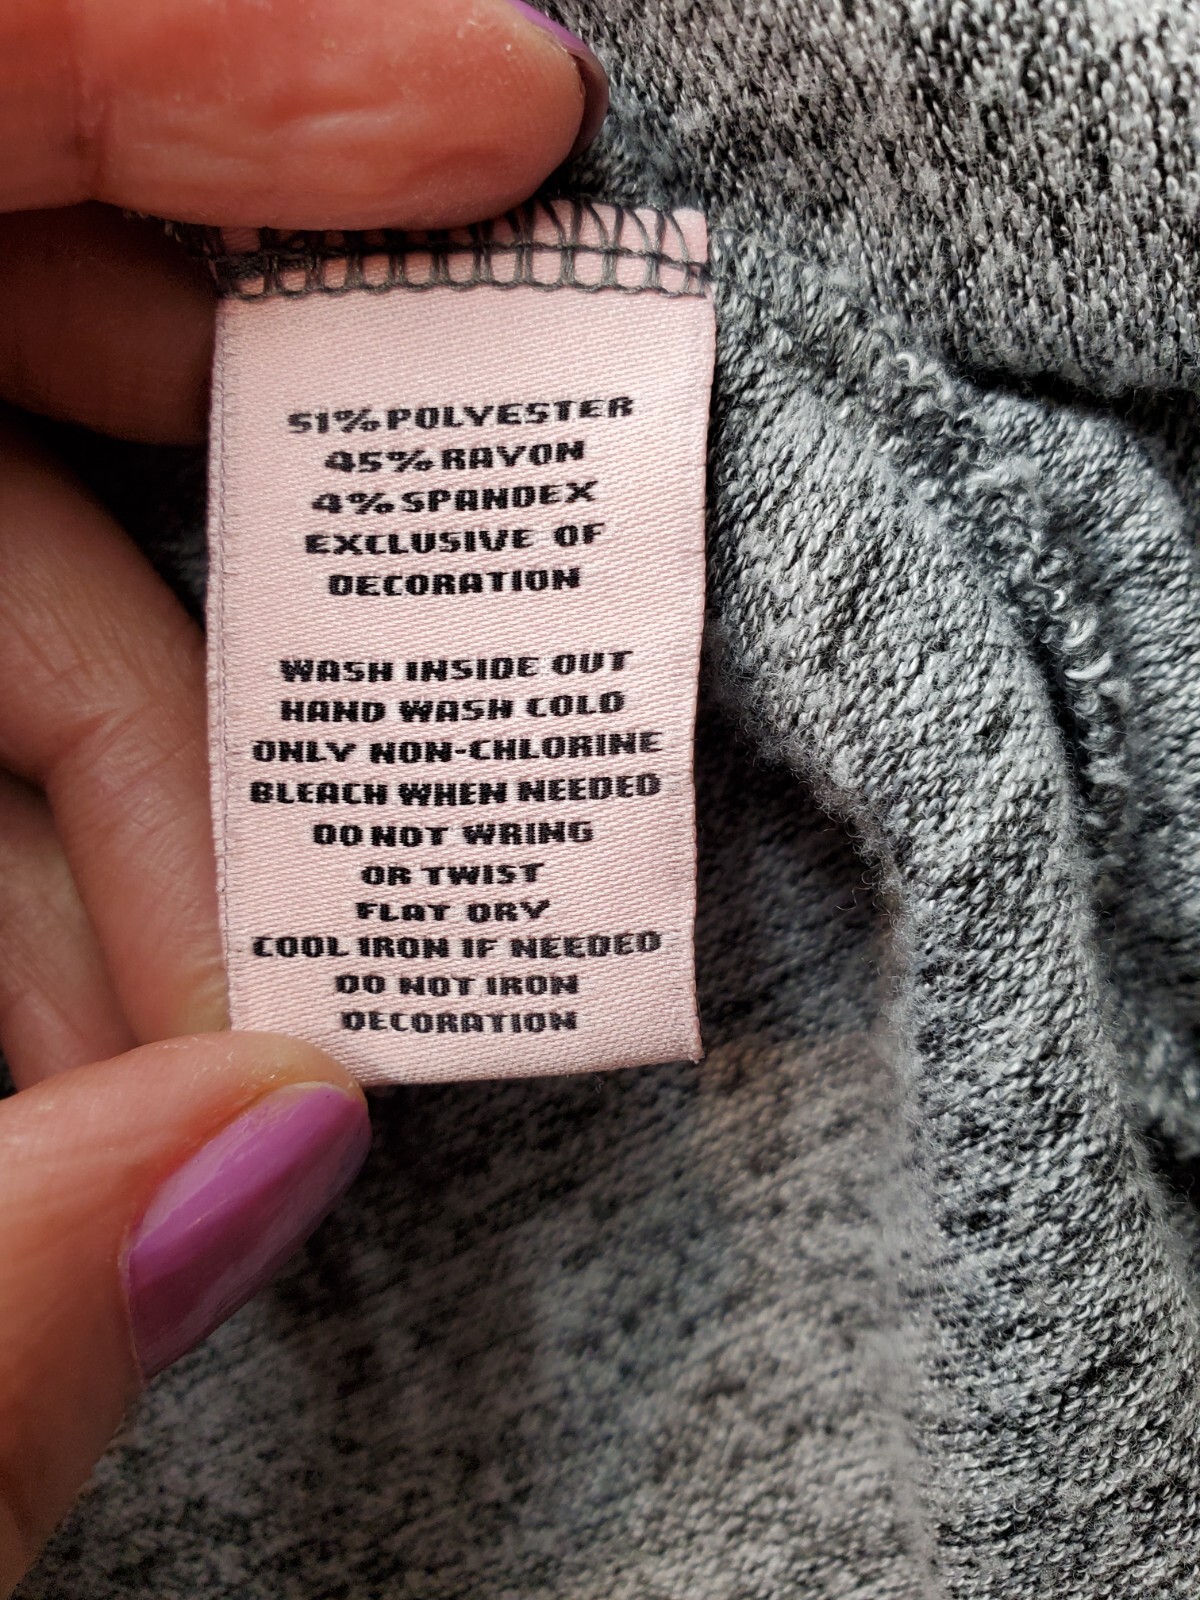 51% POLYESTER
45% RAYON
4% SPANDEX
EXCLUSIVE OF
DECORATION
WASH INSIDE OUT
HAND WASH COLD
ONLY NON-CHLORINE
BLEACH WHEN NEEDED
DO NOT WRING
OR TWIST
FLAT DRY
COOL IRON IF NEEDED
DO NOT IRON
DECORATION